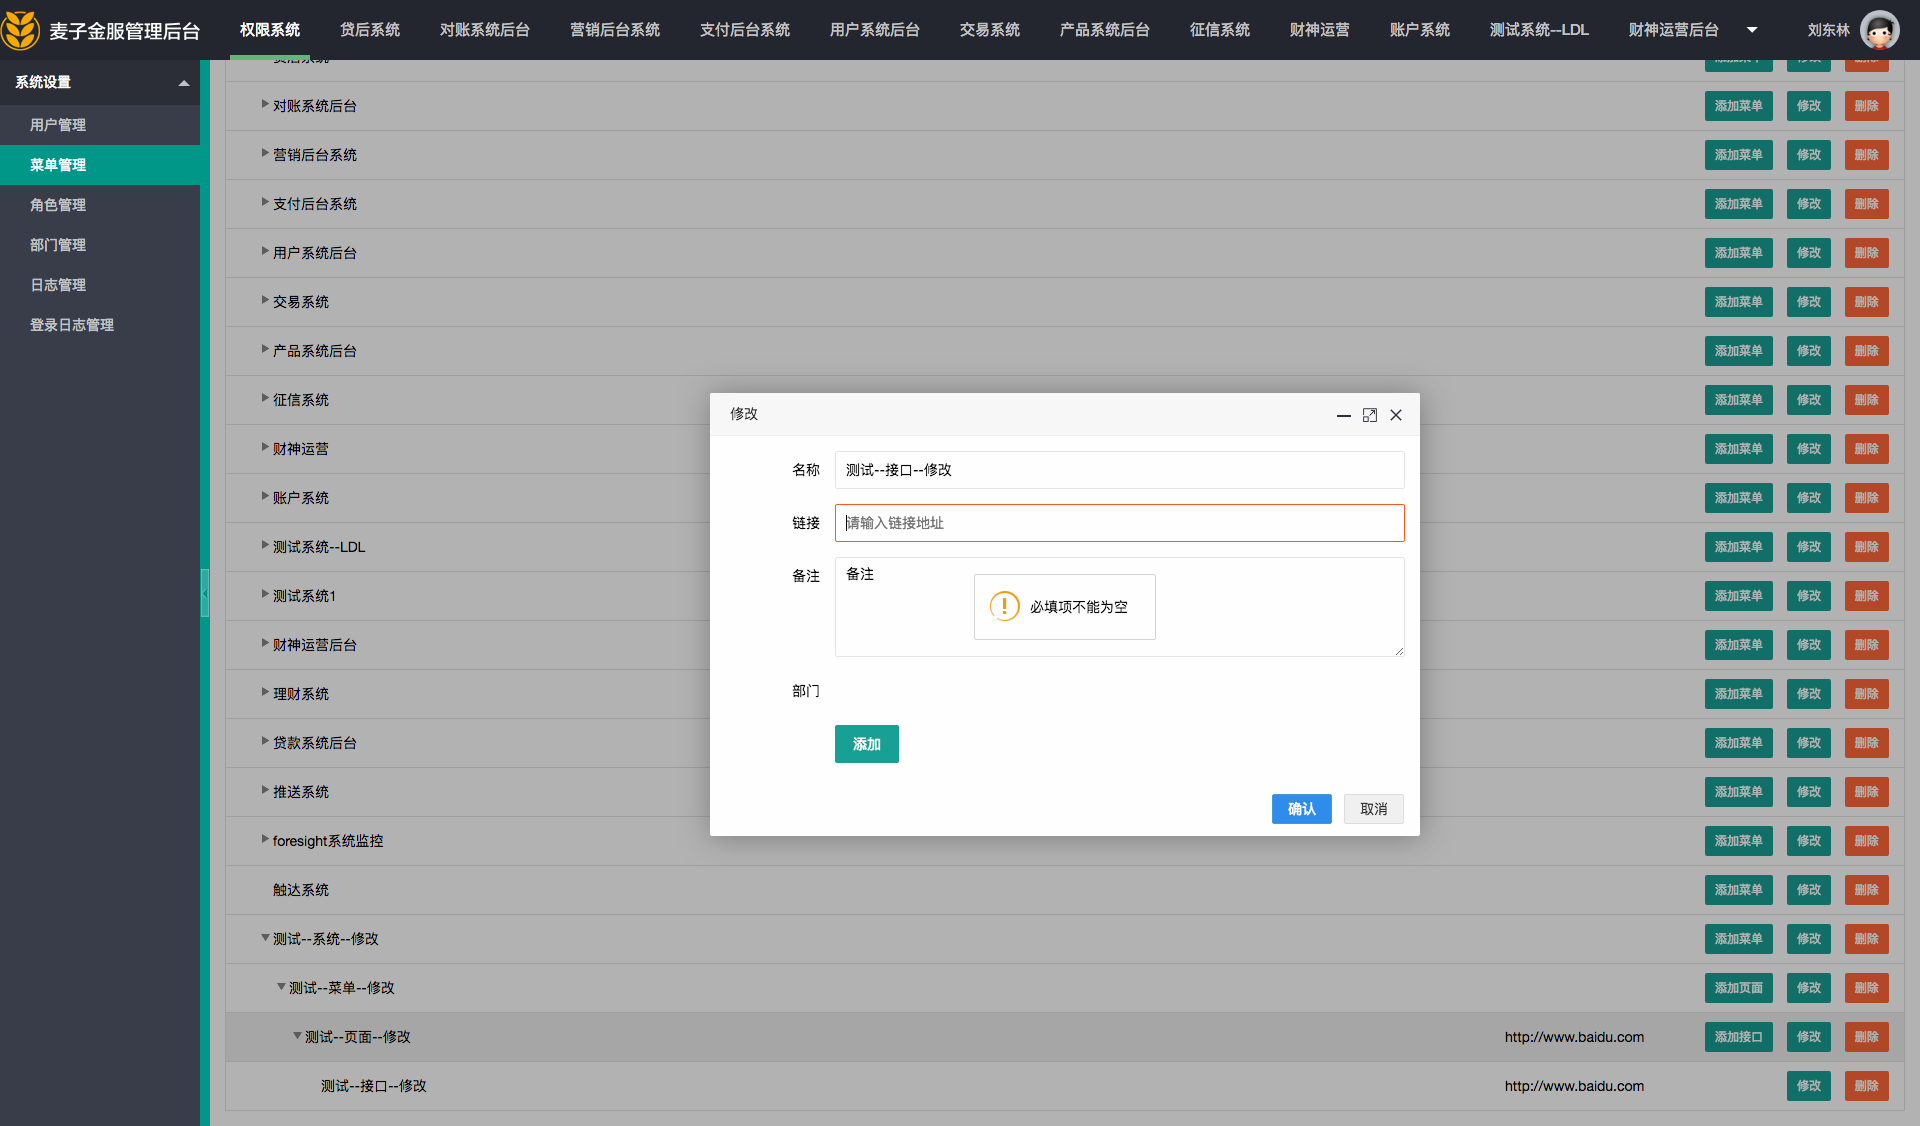 麦子金服管理后台 权限系统 贷后系统 对账系统后台 营销后台系统 支付后台系统 用户系统后台 交易系统 产品系统后台 征信系统 财神运营 账户系统 测试系统--LDL 财神运营后台 刘东林
系统设置
用户管理
菜单管理
角色管理
部门管理
日志管理
登录日志管理
对账系统后台 添加菜单 修改 删除
营销后台系统 添加菜单 修改 删除
支付后台系统 添加菜单 修改 删除
用户系统后台 添加菜单 修改 删除
交易系统 添加菜单 修改 删除
产品系统后台 添加菜单 修改 删除
征信系统 添加菜单 修改 删除
财神运营 添加菜单 修改 删除
账户系统 添加菜单 修改 删除
测试系统--LDL 添加菜单 修改 删除
测试系统1 添加菜单 修改 删除
财神运营后台 添加菜单 修改 删除
理财系统 添加菜单 修改 删除
贷款系统后台 添加菜单 修改 删除
推送系统 添加菜单 修改 删除
foresight系统监控 添加菜单 修改 删除
触达系统 添加菜单 修改 删除
测试--系统--修改 添加菜单 修改 删除
测试--菜单--修改 添加页面 修改 删除
测试--页面--修改 http://www.baidu.com 添加接口 修改 删除
测试--接口--修改 http://www.baidu.com 修改 删除
修改
名称 测试--接口--修改
链接 请输入链接地址
备注 备注
必填项不能为空
部门
添加
确认 取消